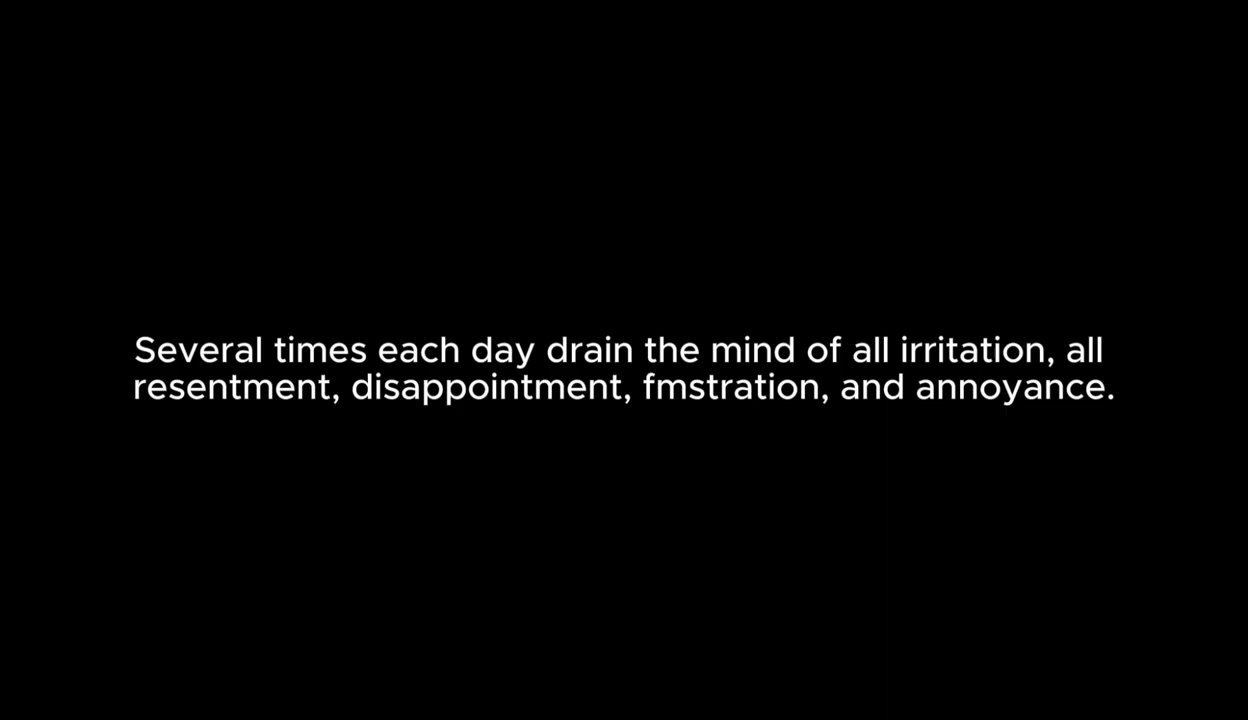 Several times each day drain the mind of all irritation, all
resentment, disappointment, fmstration, and annoyance.